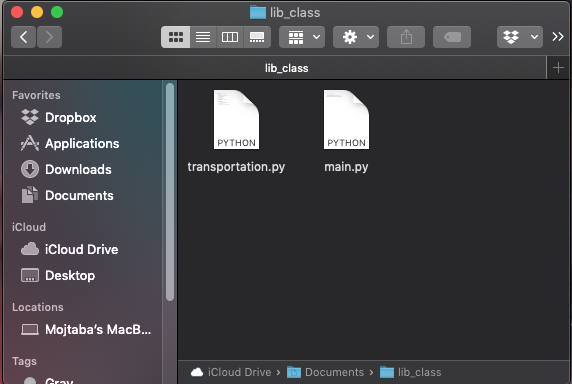 lib_class
lib_class
Favorites
Dropbox
Applications
Downloads
Documents
iCloud
iCloud Drive
Desktop
Locations
Mojtaba's MacB...
Tags
Gray
PYTHON
transportation.py
PYTHON
main.py
iCloud Drive › Documents › lib_class